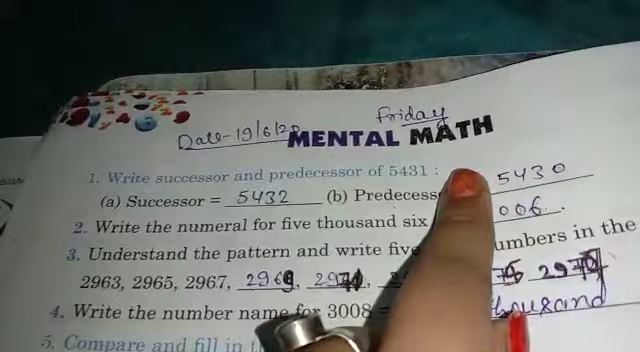 Friday
Date-19/6/20
MENTAL MATH
1. Write successor and predecessor of 5431 :
(a) Successor = 5432 (b) Predecess 5430
2. Write the numeral for five thousand six 006.
3. Understand the pattern and write five umbers in the
2963, 2965, 2967, 2969, 2971,
4. Write the number name for 3008 = housand
5. Compare and fill in